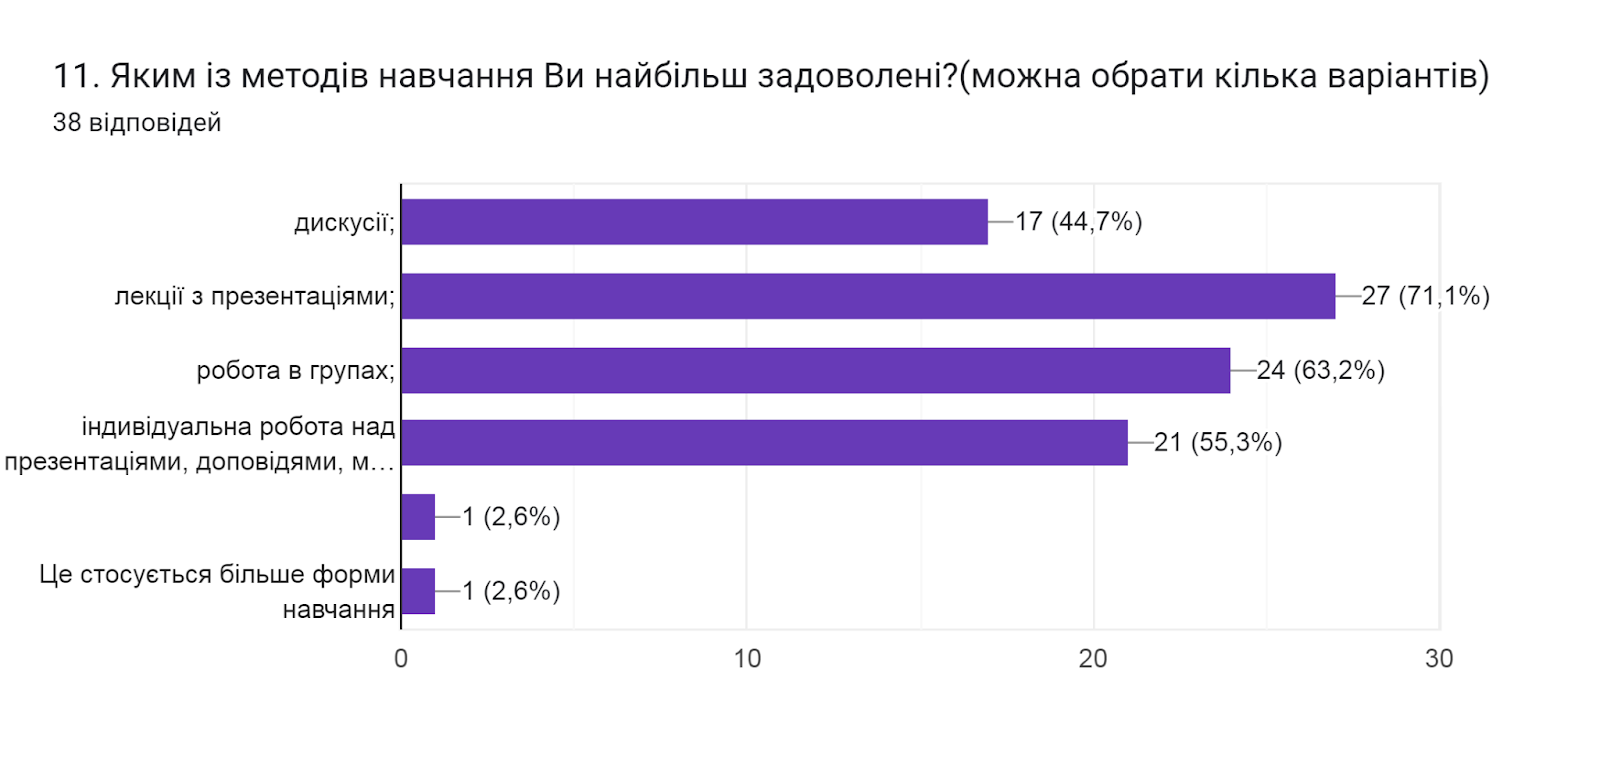 11. Яким із методів навчання Ви найбільш задоволені?(можна обрати кілька варіантів)
38 відповідей
дискусії;
17 (44,7%)
лекції з презентаціями;
27 (71,1%)
робота в групах;
24 (63,2%)
індивідуальна робота над
презентаціями, доповідями, м…
21 (55,3%)
1 (2,6%)
Це стосується більше форми
навчання
1 (2,6%)
0
10
20
30